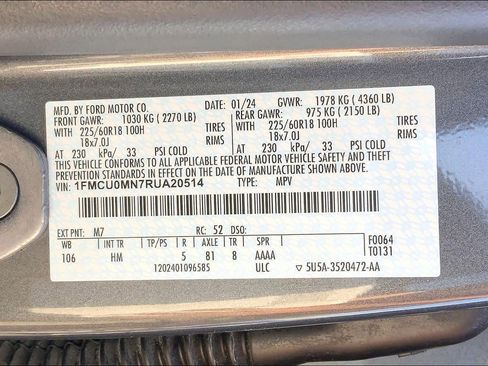 MFD. BY FORD MOTOR CO.
DATE: 01/24 GVWR: 1978 KG ( 4360 LB)
FRONT GAWR: 1030 KG ( 2270 LB) REAR GAWR: 975 KG ( 2150 LB)
WITH 225/60R18 100H TIRES WITH 225/60R18 100H TIRES
18x7.0J RIMS 18x7.0J RIMS
AT 230 kPa/ 33 PSI COLD AT 230 kPa/ 33 PSI COLD
THIS VEHICLE CONFORMS TO ALL APPLICABLE FEDERAL MOTOR VEHICLE SAFETY AND THEFT
PREVENTION STANDARDS IN EFFECT ON THE DATE OF MANUFACTURE SHOWN ABOVE.
VIN: 1FMCU0MN7RUA20514 TYPE: MPV
EXT PNT: M7 RC: 52 DSO:
WB INT TR TP/PS R AXLE TR SPR F0064
106 HM 5 81 8 AAAA T0131
1202401096585 ULC 5U5A-3520472-AA